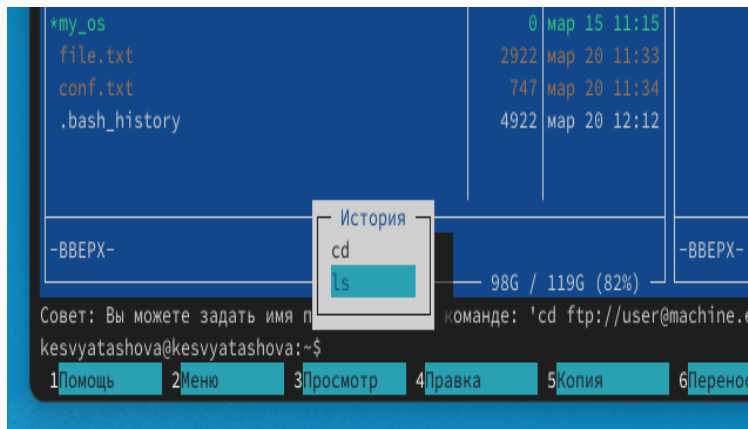 *my_os 0 мар 15 11:15
file.txt 2922 мар 20 11:33
conf.txt 747 мар 20 11:34
.bash_history 4922 мар 20 12:12
История
-ВВЕРХ- cd -ВВЕРХ-
ls 98G / 119G (82%)
Совет: Вы можете задать имя п команде: 'cd ftp://user@machine.e
kesvyatashova@kesvyatashova:~$
1Помощь 2Меню 3Просмотр 4Правка 5Копия 6Перенос